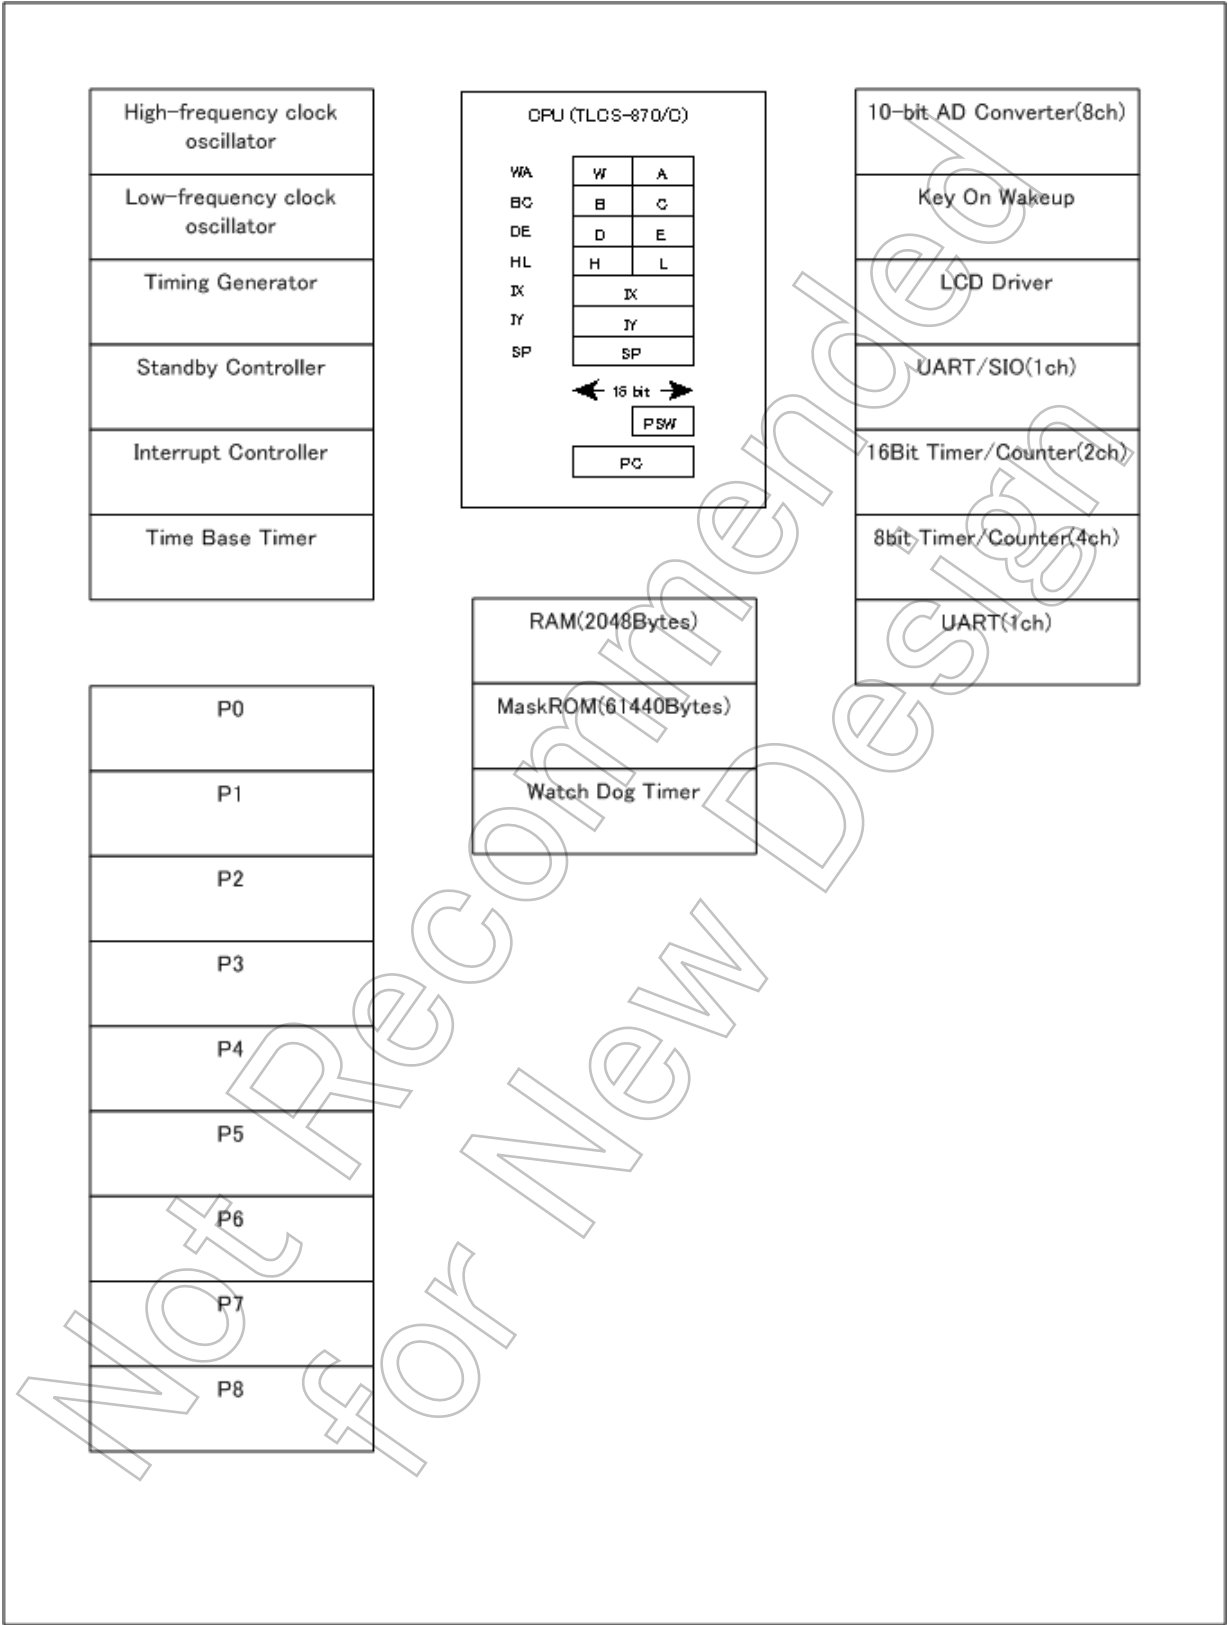 High-frequency clock
oscillator
Low-frequency clock
oscillator
Timing Generator
Standby Controller
Interrupt Controller
Time Base Timer
CPU (TLCS-870/C)
WA W A
BC B C
DE D E
HL H L
IX IX
IY IY
SP SP
16 bit
PSW
PC
10-bit AD Converter(8ch)
Key On Wakeup
LCD Driver
UART/SIO(1ch)
16Bit Timer/Counter(2ch)
8bit Timer/Counter(4ch)
UART(1ch)
RAM(2048Bytes)
MaskROM(61440Bytes)
Watch Dog Timer
P0
P1
P2
P3
P4
P5
P6
P7
P8
Not Recommended
for New Design